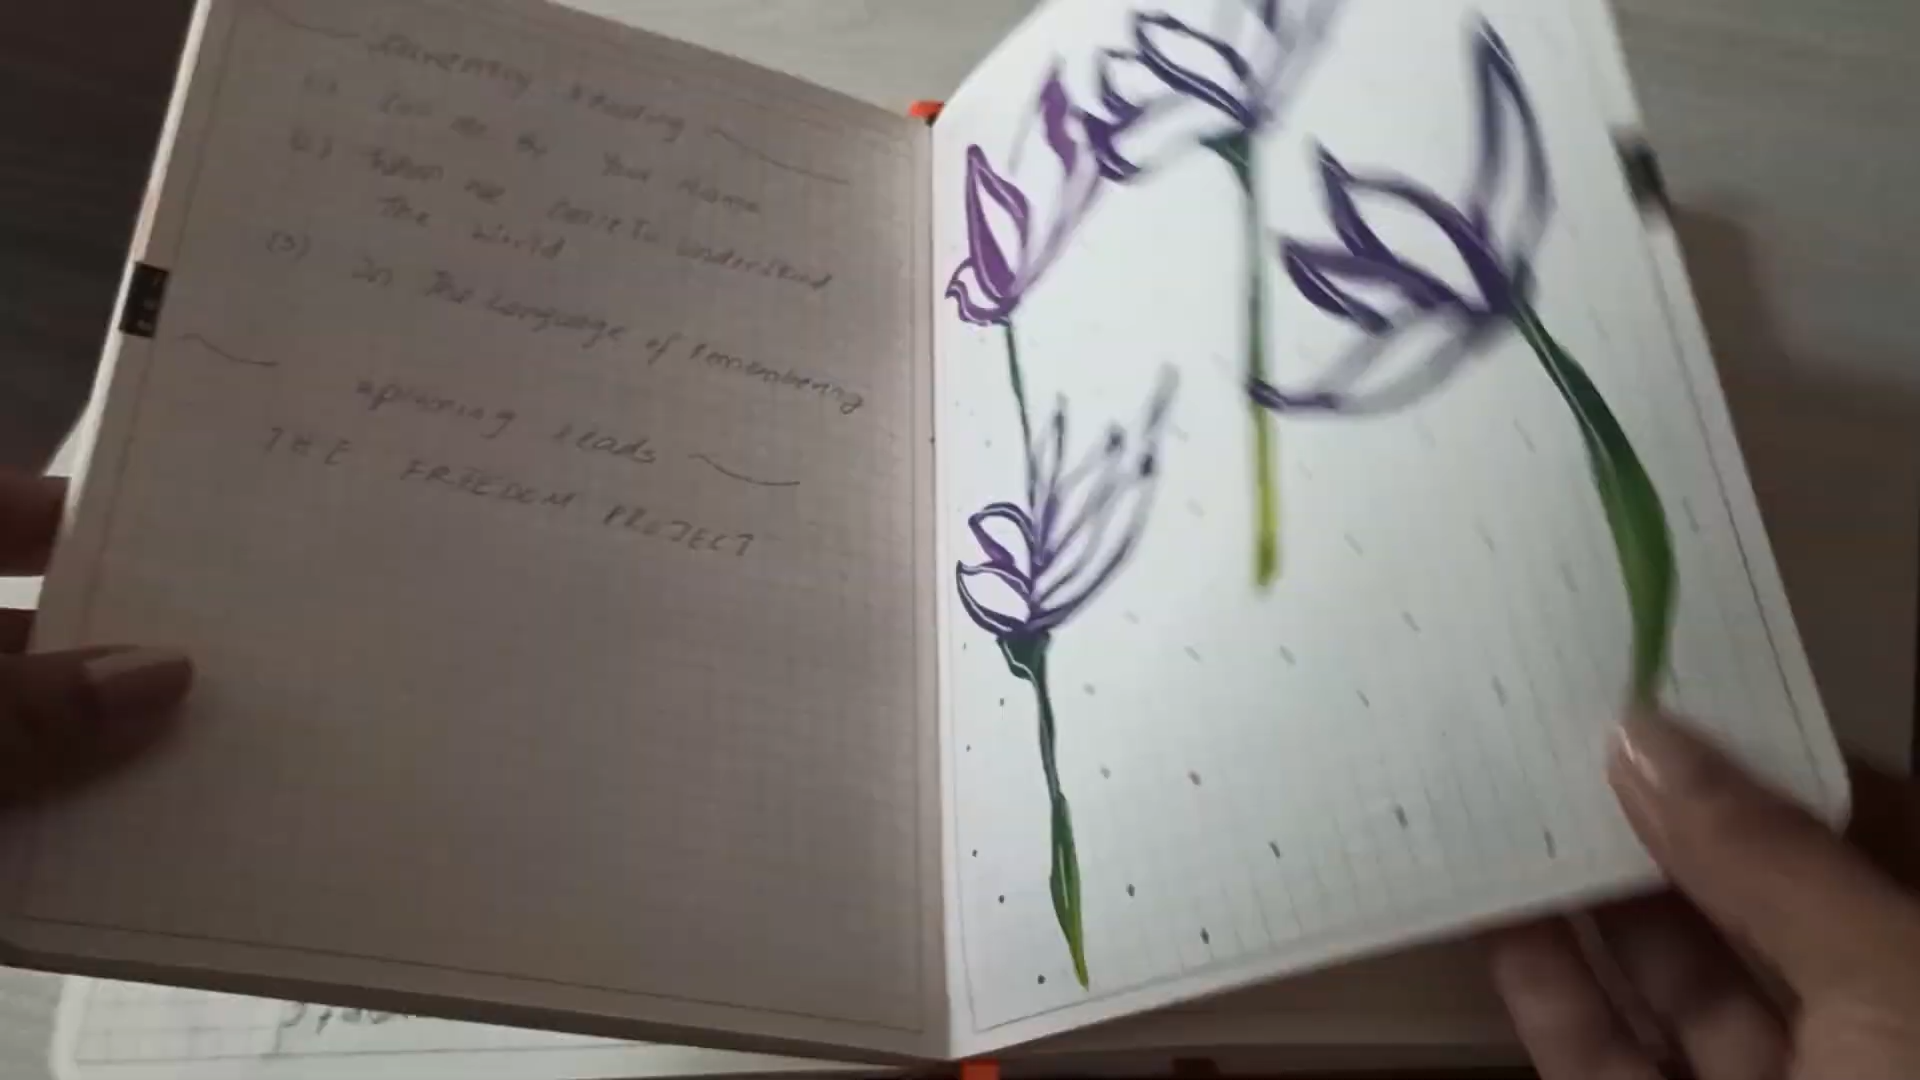 Currently Reading
(1) Call me by Your Name
(2) When we cease to understand
the world
(3) In The Language of Remembering
upcoming reads
THE FREEDOM PROJECT